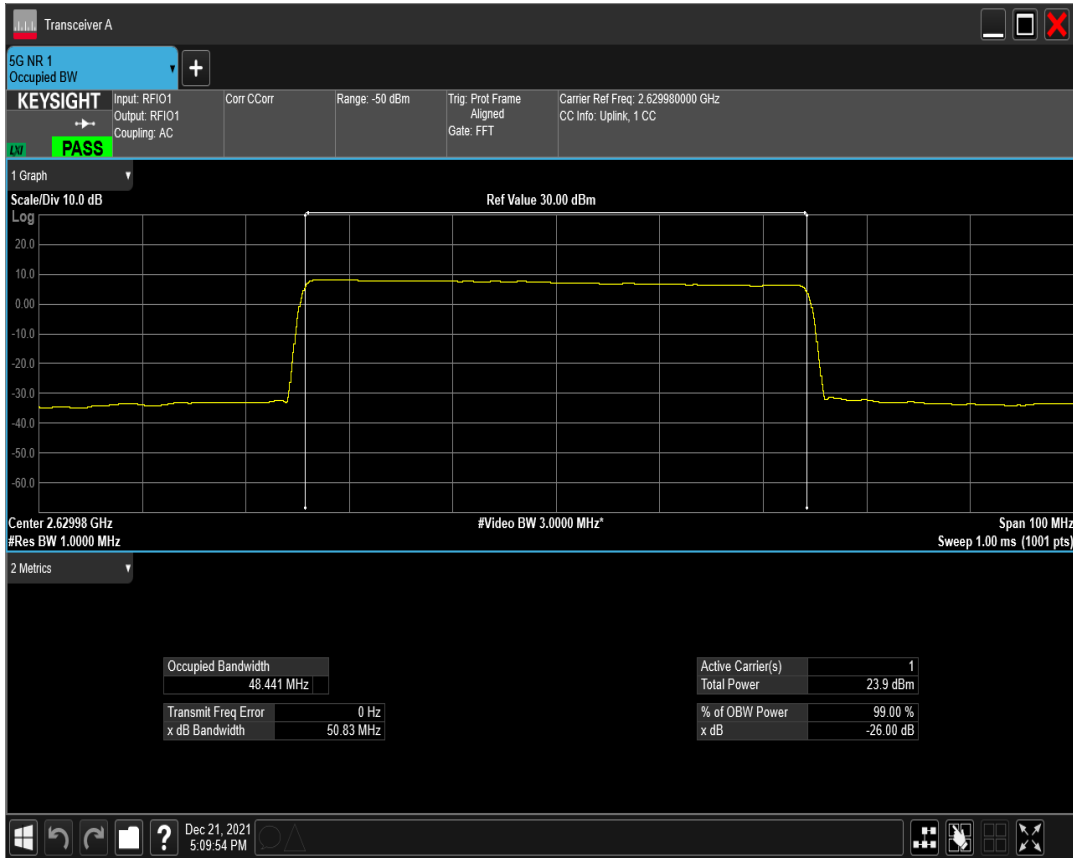 Transceiver A
5G NR 1
Occupied BW
KEYSIGHT
LXI
PASS
Input: RFIO1
Output: RFIO1
Coupling: AC
Corr CCorr
Range: -50 dBm
Trig: Prot Frame
Aligned
Gate: FFT
Carrier Ref Freq: 2.629980000 GHz
CC Info: Uplink, 1 CC
1 Graph
Scale/Div 10.0 dB
Ref Value 30.00 dBm
Log
20.0
10.0
0.00
-10.0
-20.0
-30.0
-40.0
-50.0
-60.0
Center 2.62998 GHz
#Video BW 3.0000 MHz*
Span 100 MHz
#Res BW 1.0000 MHz
Sweep 1.00 ms (1001 pts)
2 Metrics
Occupied Bandwidth
48.441 MHz
Transmit Freq Error 0 Hz
x dB Bandwidth 50.83 MHz
Active Carrier(s) 1
Total Power 23.9 dBm
% of OBW Power 99.00 %
x dB -26.00 dB
?
Dec 21, 2021
5:09:54 PM